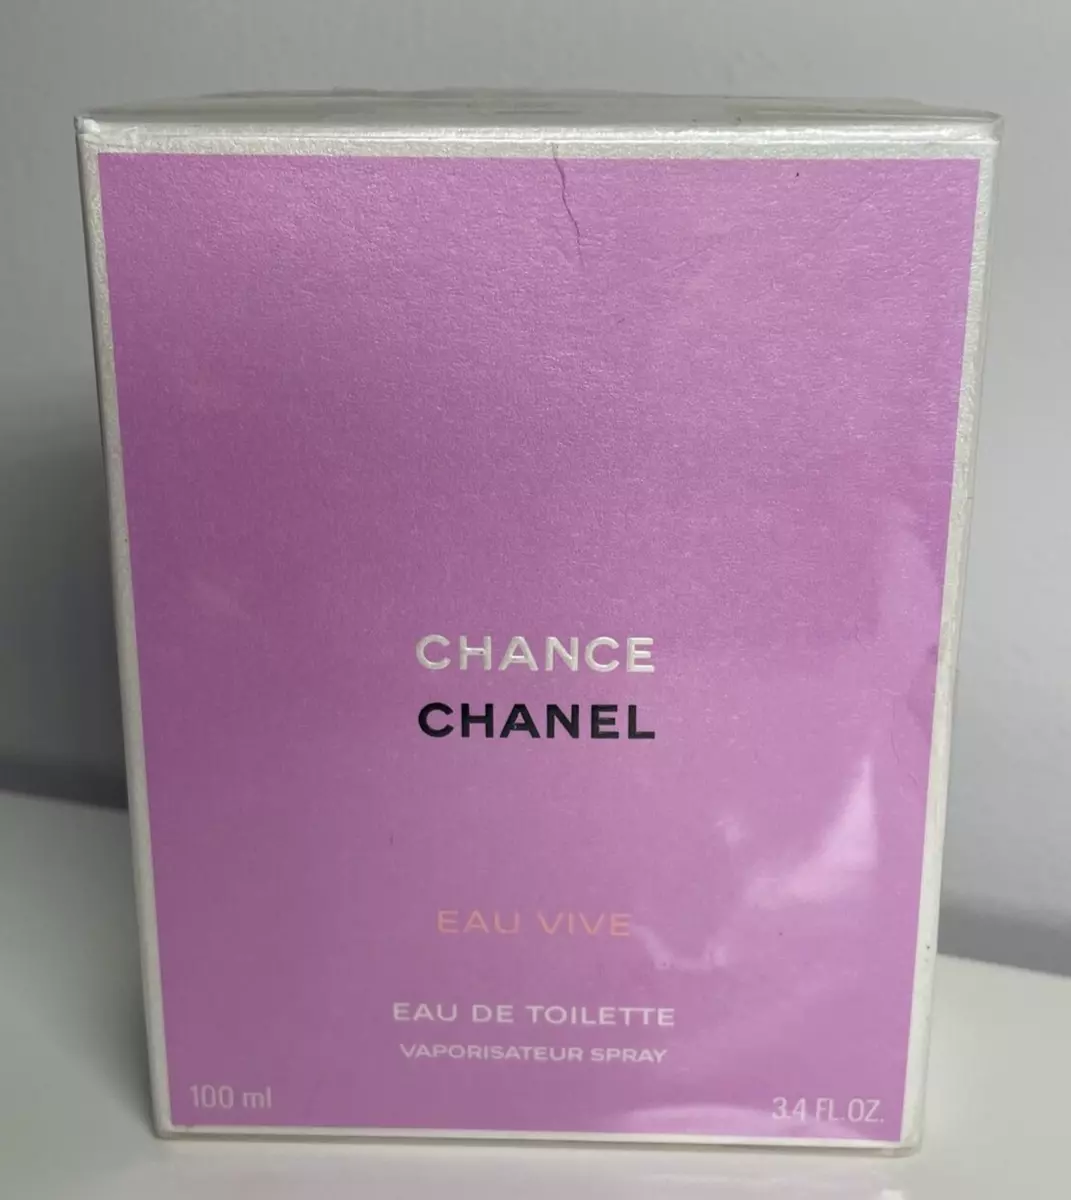 CHANCE
CHANEL
EAU VIVE
EAU DE TOILETTE
VAPORISATEUR SPRAY
100 ml
3.4 FL.OZ.